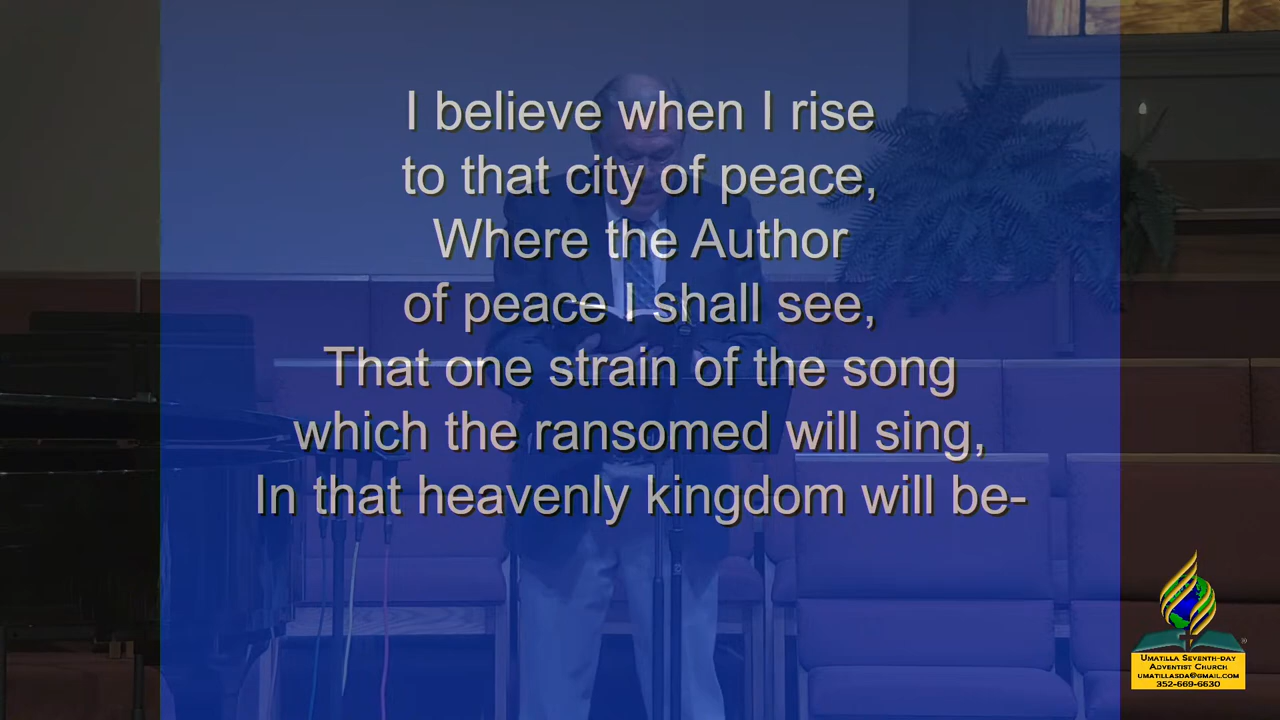 I believe when I rise
to that city of peace,
Where the Author
of peace I shall see,
That one strain of the song
which the ransomed will sing,
In that heavenly kingdom will be-
Umatilla Seventh-day
Adventist Church
umatillasda@gmail.com
352-669-6630